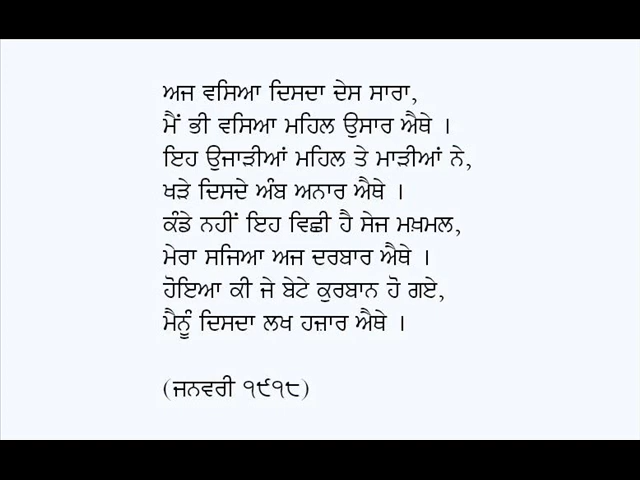 ਅਜ ਵਸਿਆ ਦਿਸਦਾ ਦੇਸ ਸਾਰਾ,
ਮੈਂ ਭੀ ਵਸਿਆ ਮਹਿਲ ਉਸਾਰ ਐਥੇ ।
ਇਹ ਉਜਾੜੀਆਂ ਮਹਿਲ ਤੇ ਮਾੜੀਆਂ ਨੇ,
ਖੜੇ ਦਿਸਦੇ ਅੰਬ ਅਨਾਰ ਐਥੇ ।
ਕੰਡੇ ਨਹੀਂ ਇਹ ਵਿਛੀ ਹੈ ਸੇਜ ਮਖ਼ਮਲ,
ਮੇਰਾ ਸਜਿਆ ਅਜ ਦਰਬਾਰ ਐਥੇ ।
ਹੋਇਆ ਕੀ ਜੇ ਬੇਟੇ ਕੁਰਬਾਨ ਹੋ ਗਏ,
ਮੈਨੂੰ ਦਿਸਦਾ ਲਖ ਹਜ਼ਾਰ ਐਥੇ ।
(ਜਨਵਰੀ ੧੯੧੮)